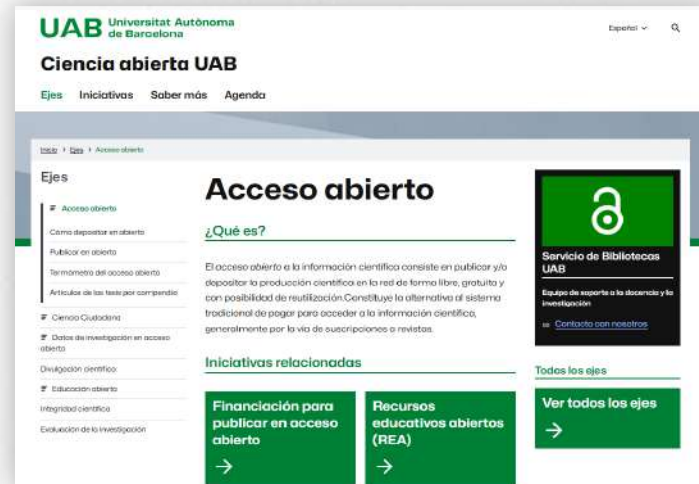 UAB Universitat Autònoma
de Barcelona
Español
Ciencia abierta UAB
Ejes Iniciativas Saber más Agenda
Inicio > Ejes > Acceso abierto
Ejes
Acceso abierto
Cómo depositar en abierto
Publicar en abierto
Termómetro del acceso abierto
Artículos de las tesis por compendio
Ciencia Ciudadana
Datos de investigación en acceso
abierto
Divulgación científica
Educación abierta
Integridad científica
Evaluación de la investigación
Acceso abierto
¿Qué es?
El acceso abierto a la información científica consiste en publicar y/o
depositar la producción científica en la red de forma libre, gratuita y
con posibilidad de reutilización.Constituye la alternativa al sistema
tradicional de pagar para acceder a la información científica,
generalmente por la vía de suscripciones a revistas.
Iniciativas relacionadas
Financiación para
publicar en acceso
abierto
Recursos
educativos abiertos
(REA)
Servicio de Bibliotecas
UAB
Equipo de soporte a la docencia y la
investigación
Contacta con nosotros
Todos los ejes
Ver todos los ejes